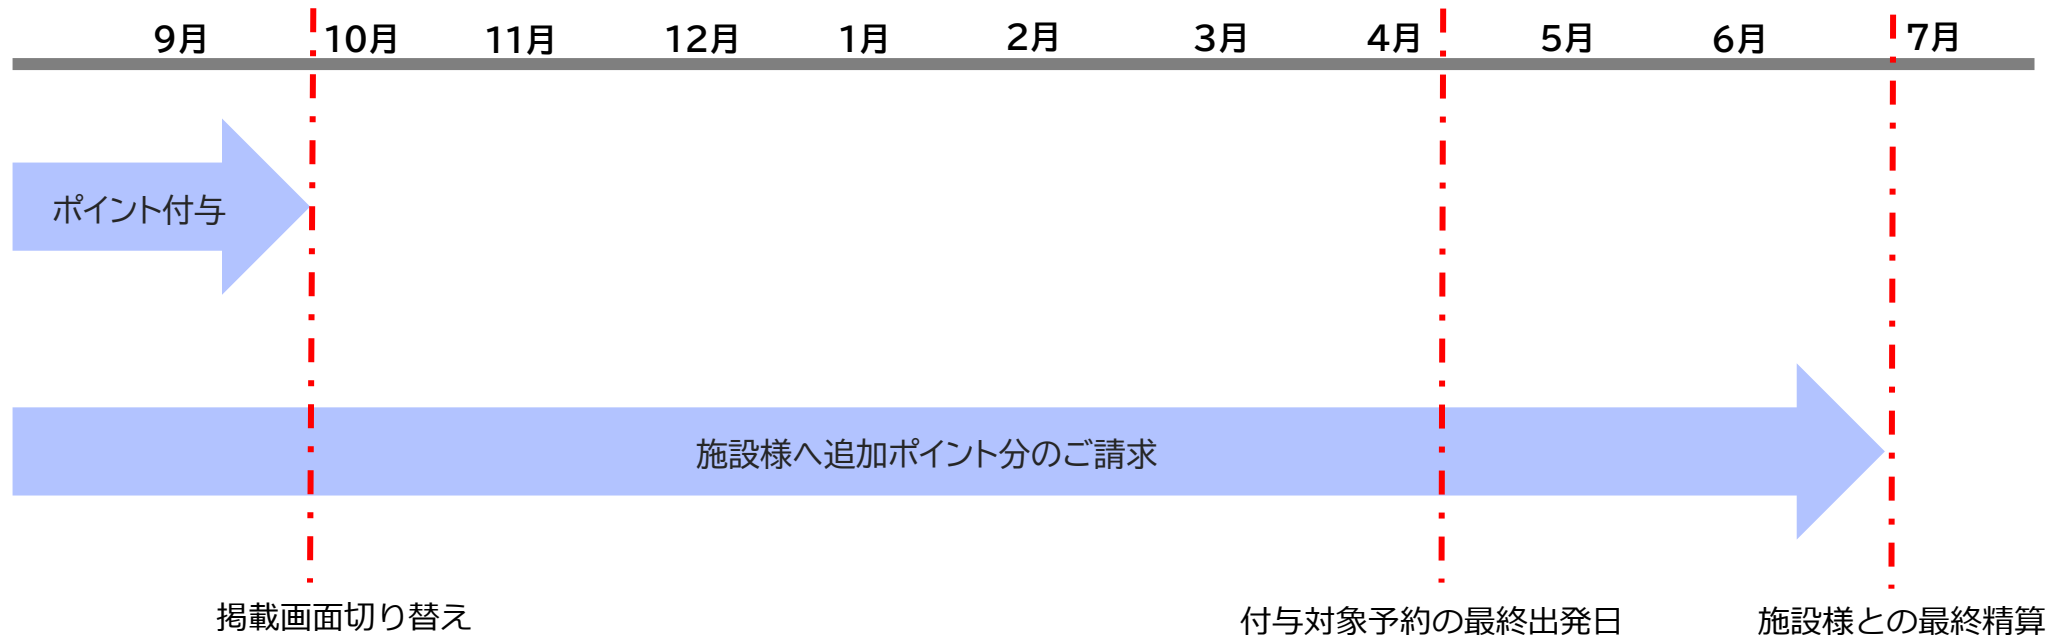 9月 10月 11月 12月 1月 2月 3月 4月 5月 6月 7月
ポイント付与
施設様へ追加ポイント分のご請求
掲載画面切り替え
付与対象予約の最終出発日
施設様との最終精算